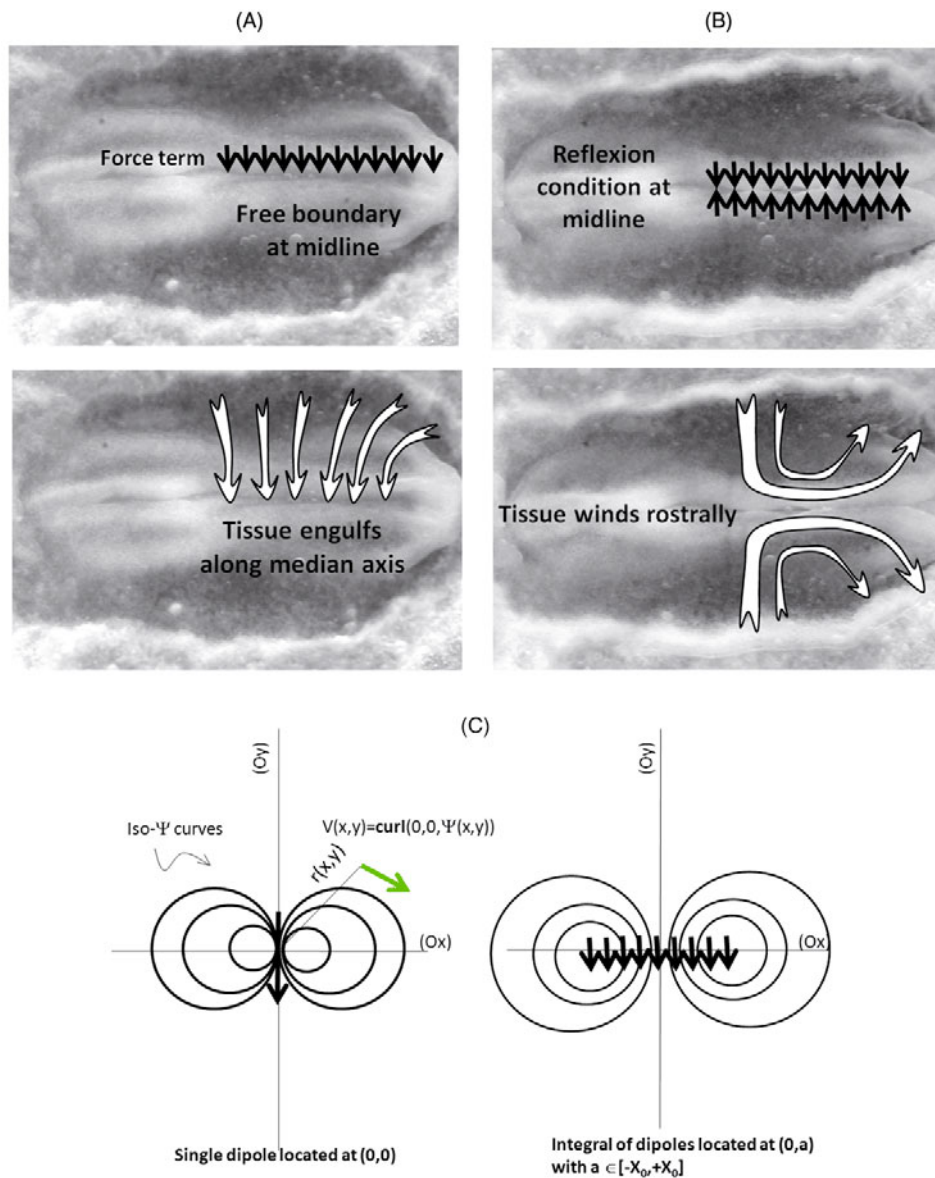 (A)
(B)
Force term
Free boundary
at midline
Reflexion
condition at
midline
Tissue engulfs
along median axis
Tissue winds rostrally
(C)
(Oy)
Iso-Ψ curves
V(x,y)=curl(0,0,Ψ(x,y))
r(x,y)
(Ox)
Single dipole located at (0,0)
(Oy)
(Ox)
Integral of dipoles located at (0,a)
with a ∈[-X₀,+X₀]